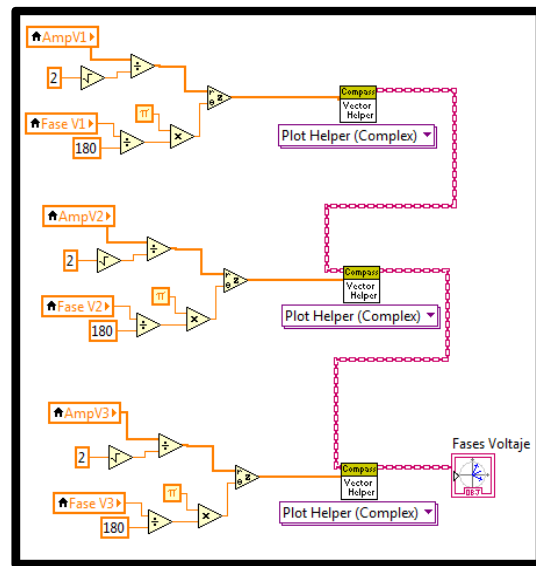 AmpV1
2
Fase V1
180
π
÷
√
÷
×
r
θ
z
Compass
Vector
Helper
Plot Helper (Complex)
AmpV2
2
Fase V2
180
π
÷
√
÷
×
r
θ
z
Compass
Vector
Helper
Plot Helper (Complex)
AmpV3
2
Fase V3
180
π
÷
√
÷
×
r
θ
z
Compass
Vector
Helper
Plot Helper (Complex)
Fases Voltaje
OBJ